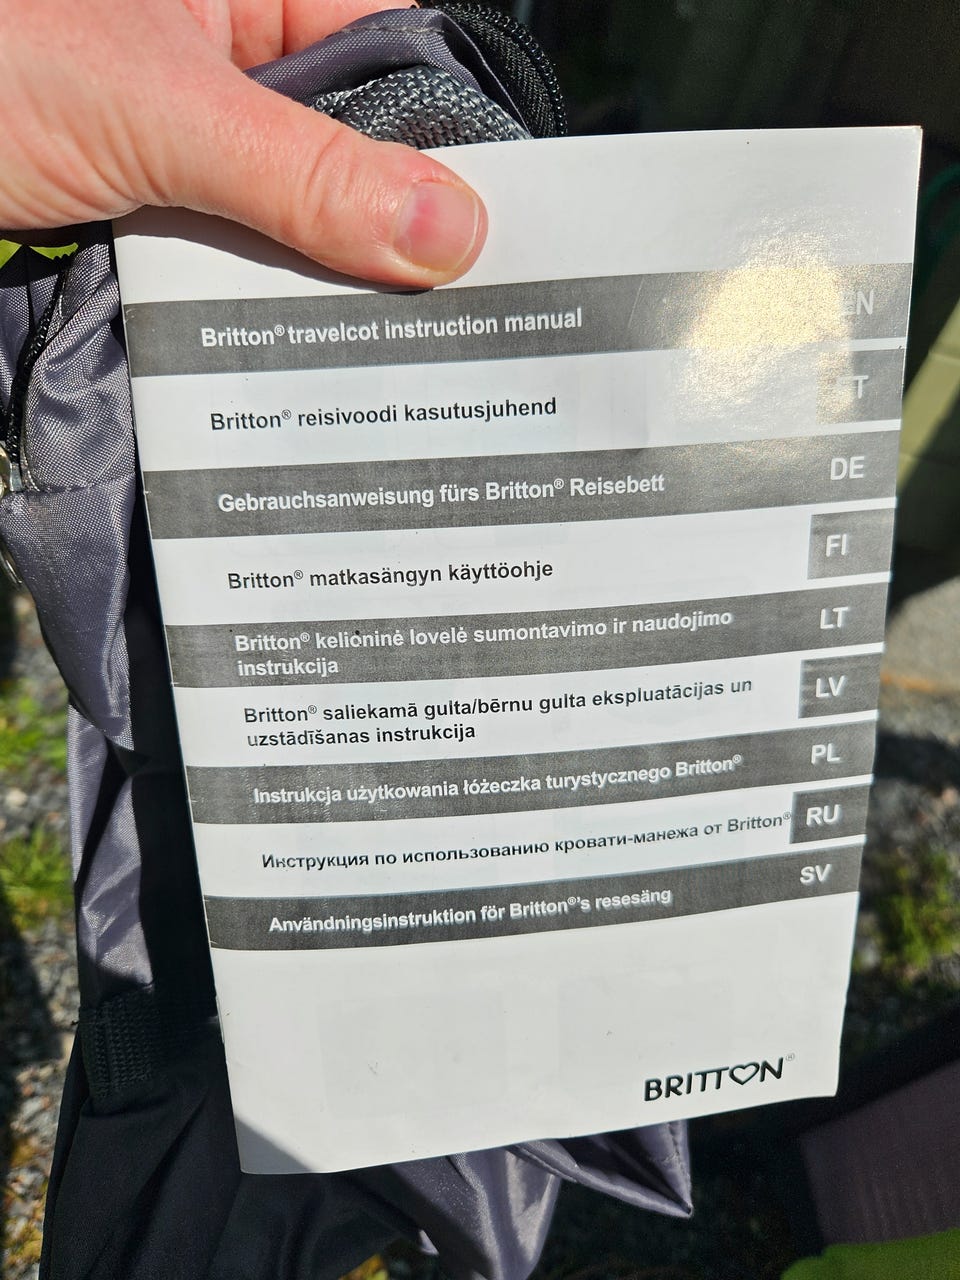 Britton® travelcot instruction manual EN
Britton® reisivoodi kasutusjuhend
Gebrauchsanweisung fürs Britton® Reisebett DE
Britton® matkasängyn käyttöohje FI
Britton® kelioninė lovelė sumontavimo ir naudojimo LT
instrukcija
Britton® saliekamā gulta/bērnu gulta ekspluatācijas un LV
uzstādīšanas instrukcija
Instrukcja użytkowania łóżeczka turystycznego Britton® PL
Инструкция по использованию кровати-манежа от Britton® RU
Användningsinstruktion för Britton®'s resesäng SV
BRITTON®